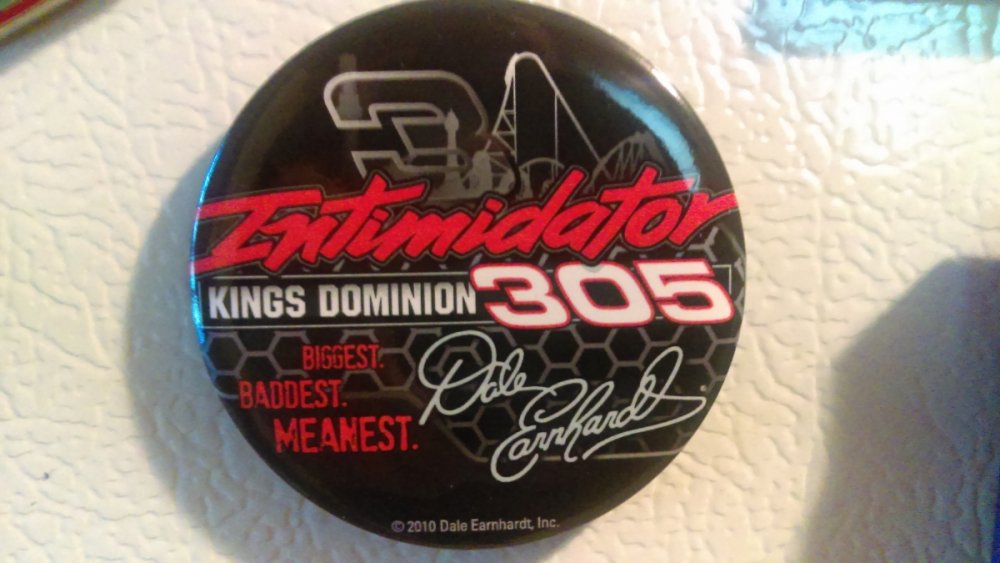 3
Intimidator
KINGS DOMINION 305
BIGGEST.
BADDEST.
MEANEST.
Dale
Earnhardt
© 2010 Dale Earnhardt, Inc.